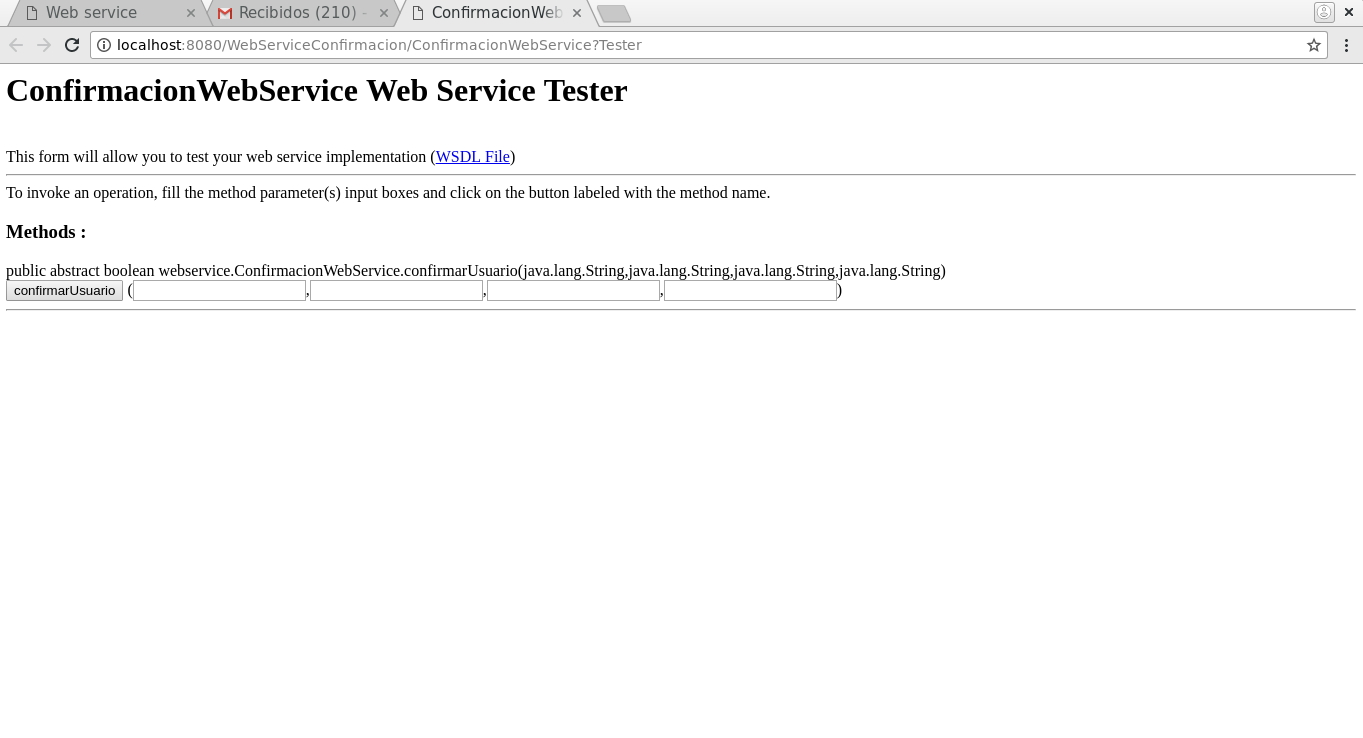 Web service
Recibidos (210) -
ConfirmacionWeb
localhost:8080/WebServiceConfirmacion/ConfirmacionWebService?Tester
ConfirmacionWebService Web Service Tester
This form will allow you to test your web service implementation (WSDL File)
To invoke an operation, fill the method parameter(s) input boxes and click on the button labeled with the method name.
Methods :
public abstract boolean webservice.ConfirmacionWebService.confirmarUsuario(java.lang.String,java.lang.String,java.lang.String,java.lang.String)
confirmarUsuario ( , , , )